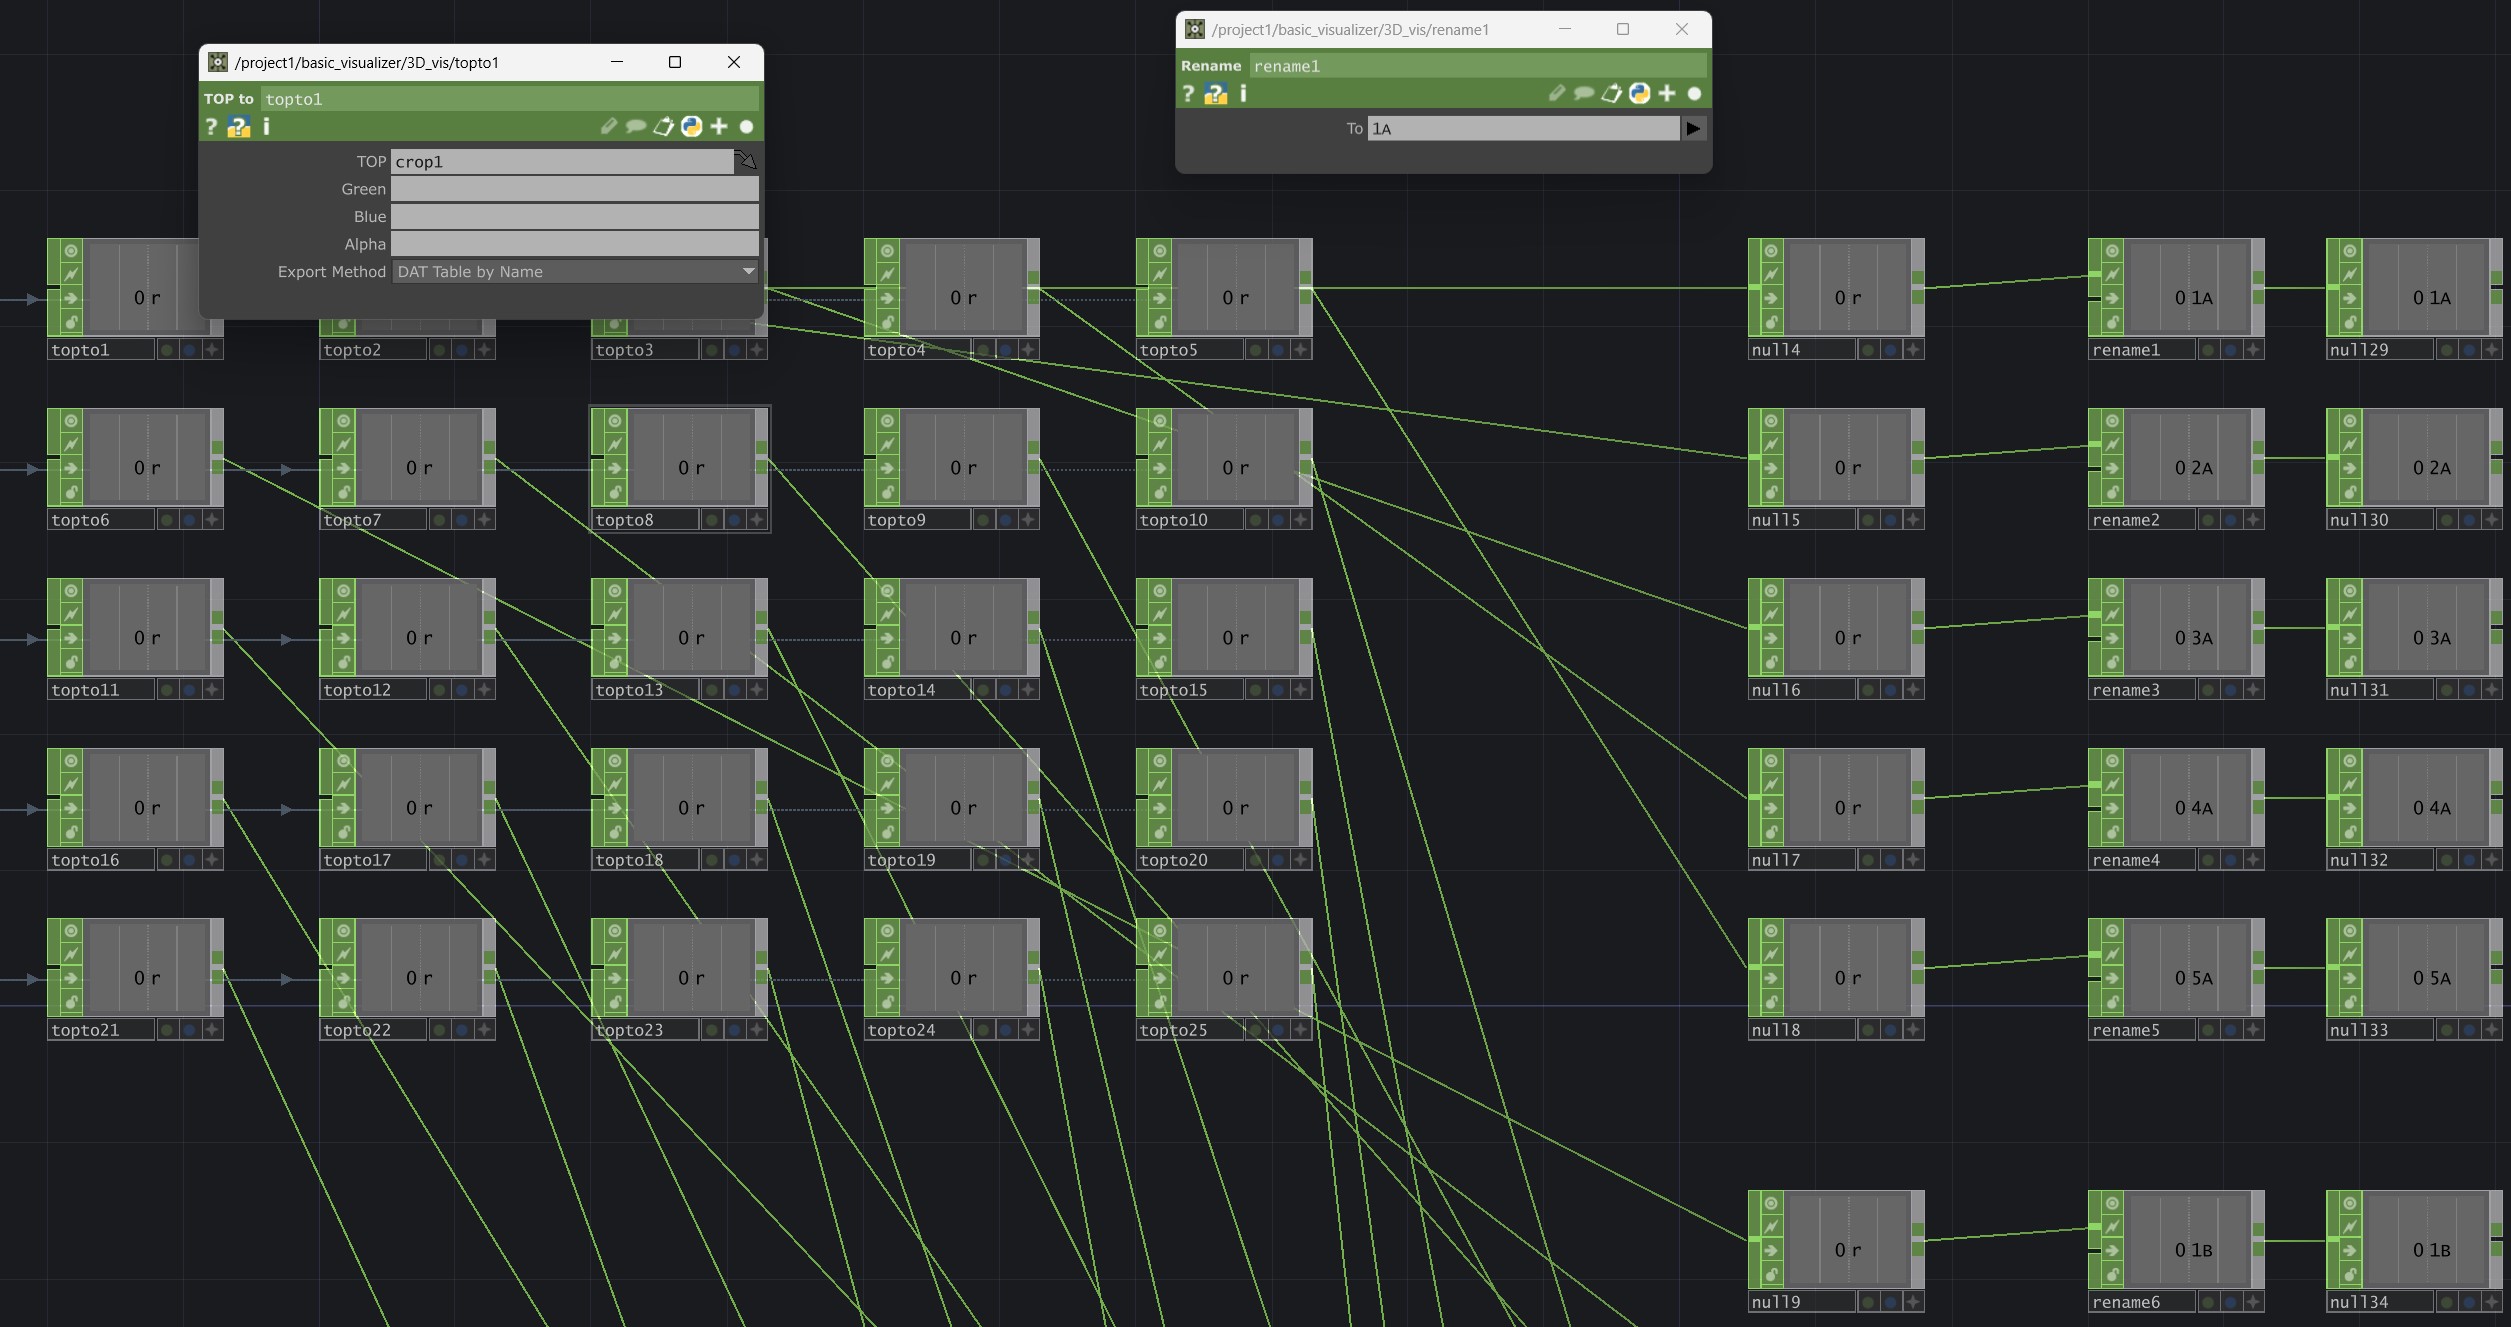 /project1/basic_visualizer/3D_vis/topto1
TOP to topto1
? ? i
TOP crop1
Green
Blue
Alpha
Export Method DAT Table by Name
/project1/basic_visualizer/3D_vis/rename1
Rename rename1
? ? i
To 1A
0 r 0 r 0 r 0 r 0 1A 0 1A
topto1 topto2 topto3 topto4 topto5 null4 rename1 null29
0 r 0 r 0 r 0 r 0 r 0 r 0 2A 0 2A
topto6 topto7 topto8 topto9 topto10 null5 rename2 null30
0 r 0 r 0 r 0 r 0 r 0 r 0 3A 0 3A
topto11 topto12 topto13 topto14 topto15 null6 rename3 null31
0 r 0 r 0 r 0 r 0 r 0 r 0 4A 0 4A
topto16 topto17 topto18 topto19 topto20 null7 rename4 null32
0 r 0 r 0 r 0 r 0 r 0 r 0 5A 0 5A
topto21 topto22 topto23 topto24 topto25 null8 rename5 null33
0 r 0 1B 0 1B
null9 rename6 null34